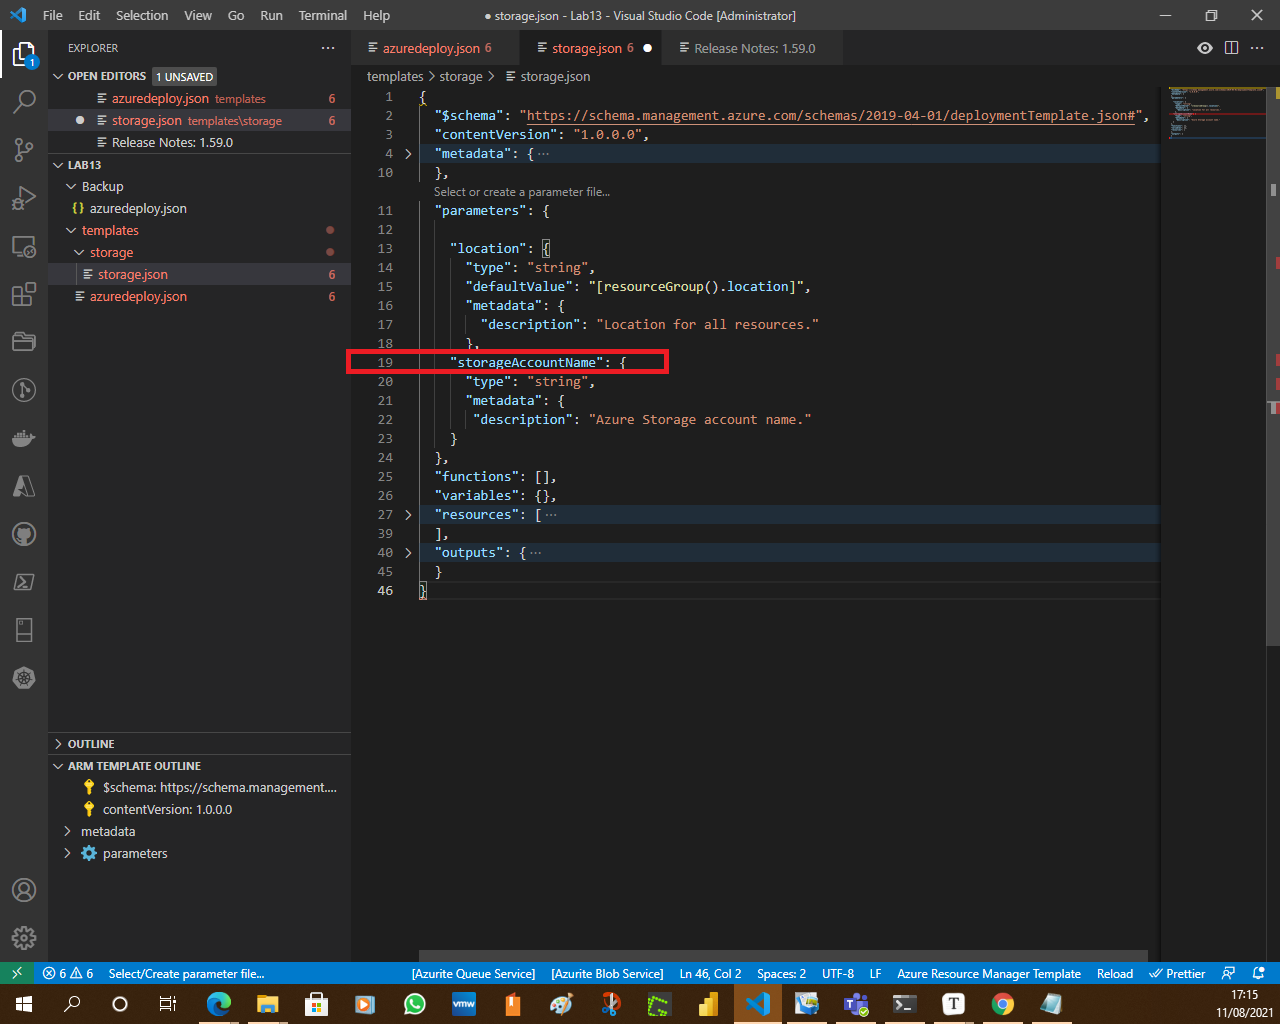 File Edit Selection View Go Run Terminal Help
● storage.json - Lab13 - Visual Studio Code [Administrator]
EXPLORER
OPEN EDITORS 1 UNSAVED
azuredeploy.json templates 6
storage.json templates\storage 6
Release Notes: 1.59.0
LAB13
Backup
{} azuredeploy.json
templates
storage
storage.json 6
azuredeploy.json 6
OUTLINE
ARM TEMPLATE OUTLINE
$schema: https://schema.management....
contentVersion: 1.0.0.0
metadata
parameters
azuredeploy.json 6
storage.json 6
Release Notes: 1.59.0
templates > storage > storage.json
1 {
2 "$schema": "https://schema.management.azure.com/schemas/2019-04-01/deploymentTemplate.json#",
3 "contentVersion": "1.0.0.0",
4 "metadata": { ...
10 },
Select or create a parameter file...
11 "parameters": {
12
13 "location": {
14 "type": "string",
15 "defaultValue": "[resourceGroup().location]",
16 "metadata": {
17 "description": "Location for all resources."
18 },
19 "storageAccountName": {
20 "type": "string",
21 "metadata": {
22 "description": "Azure Storage account name."
23 }
24 },
25 "functions": [],
26 "variables": {},
27 "resources": [ ...
39 ],
40 "outputs": { ...
45 }
46 }
1
6 6 Select/Create parameter file... [Azurite Queue Service] [Azurite Blob Service] Ln 46, Col 2 Spaces: 2 UTF-8 LF Azure Resource Manager Template Reload Prettier
vmw
T
17:15
11/08/2021